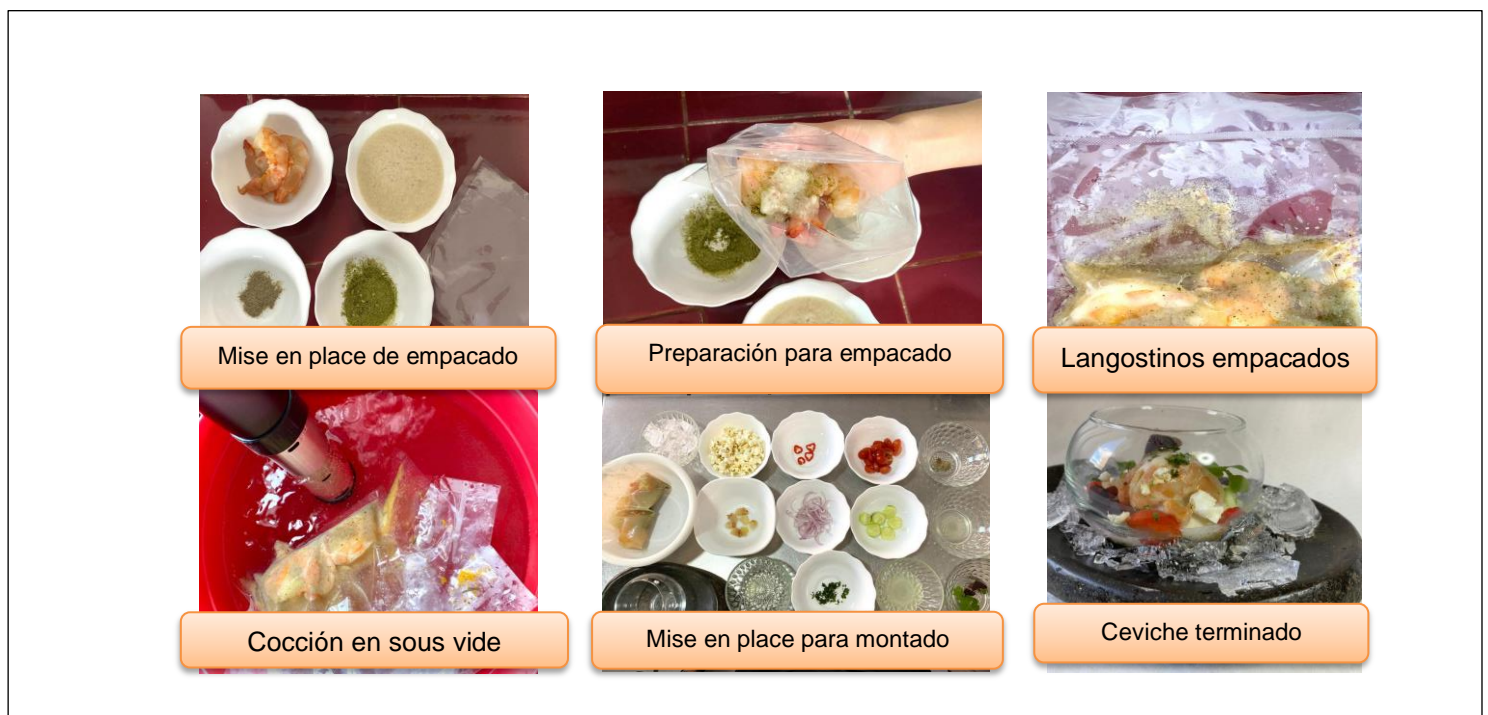 Mise en place de empacado
Preparación para empacado
Langostinos empacados
Cocción en sous vide
Mise en place para montado
Ceviche terminado